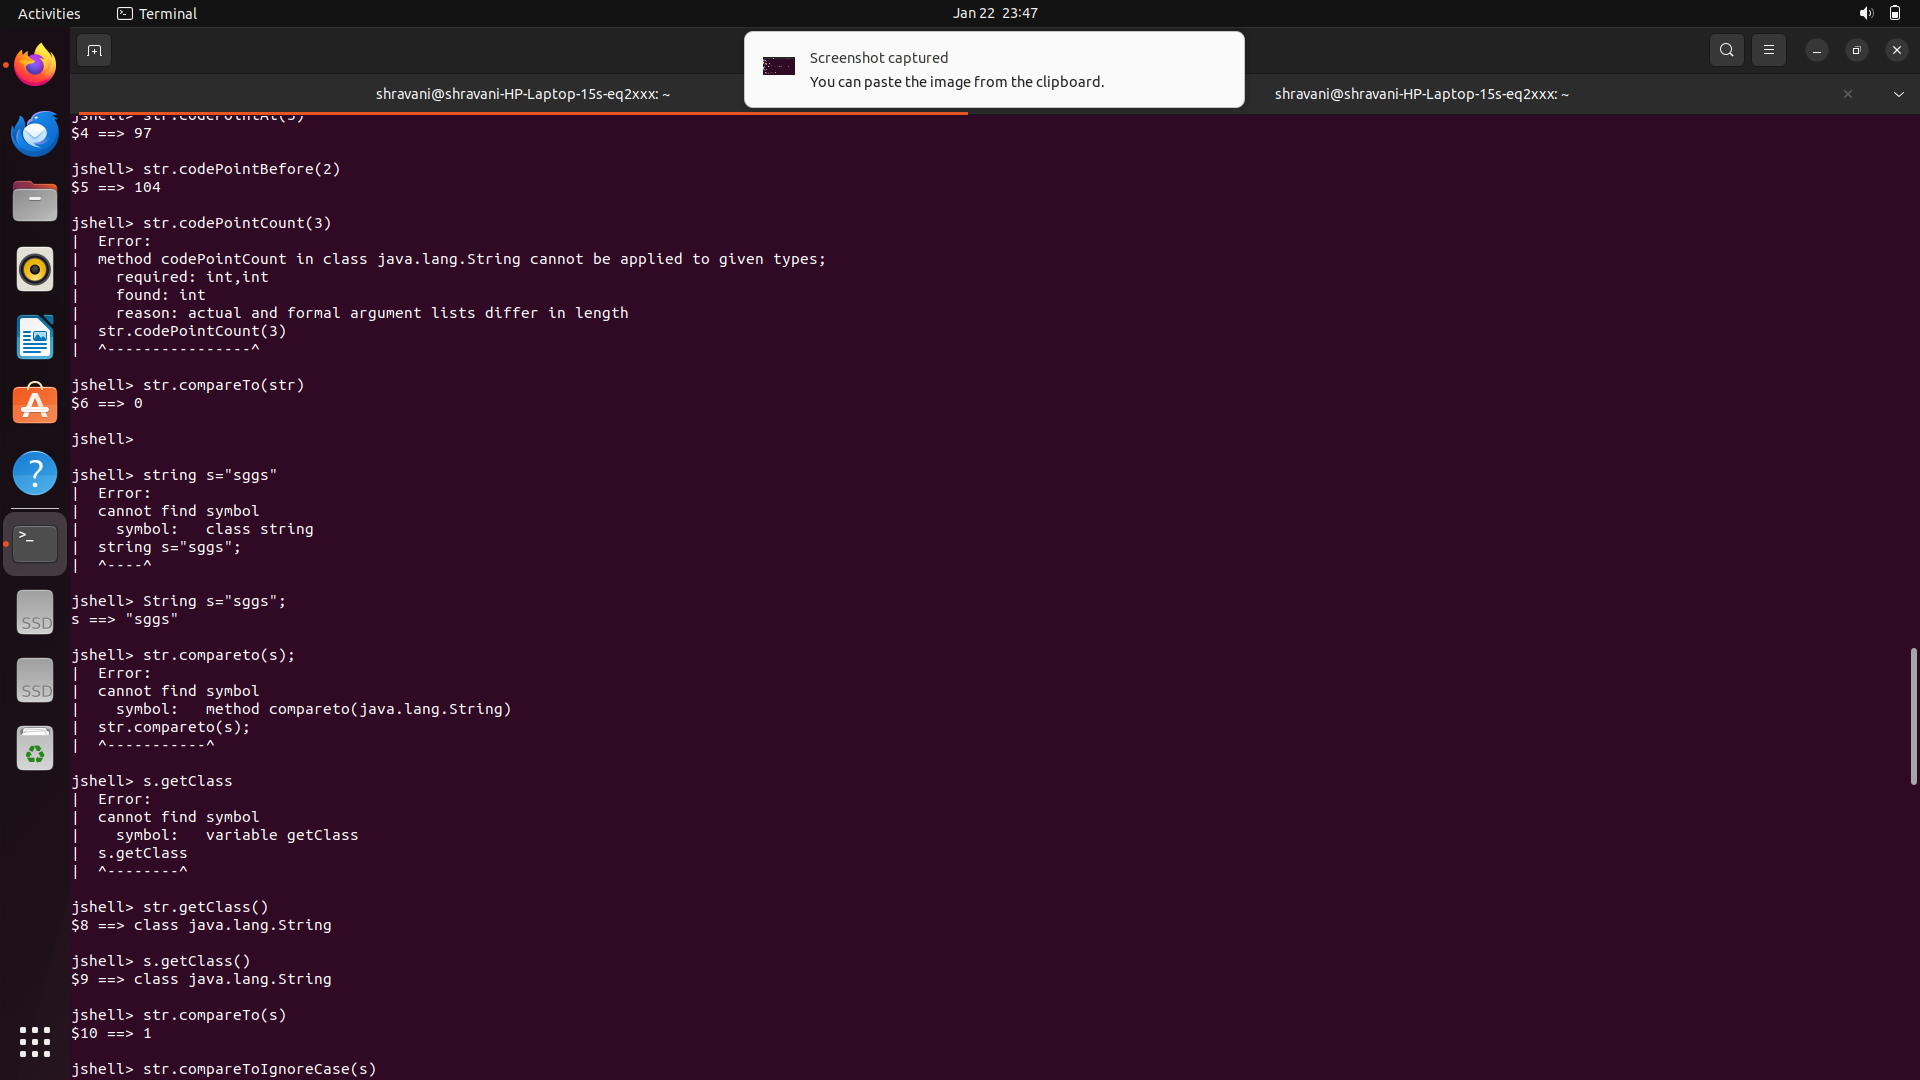 Activities
Terminal
Jan 22 23:47
Screenshot captured
You can paste the image from the clipboard.
shravani@shravani-HP-Laptop-15s-eq2xxx: ~
shravani@shravani-HP-Laptop-15s-eq2xxx: ~
jshell> str.codePointAt(3)
$4 ==> 97
jshell> str.codePointBefore(2)
$5 ==> 104
jshell> str.codePointCount(3)
|  Error:
|  method codePointCount in class java.lang.String cannot be applied to given types;
|    required: int,int
|    found: int
|    reason: actual and formal argument lists differ in length
|  str.codePointCount(3)
|  ^----------------^
jshell> str.compareTo(str)
$6 ==> 0
jshell>
jshell> string s="sggs"
|  Error:
|  cannot find symbol
|    symbol:   class string
|  string s="sggs";
|  ^----^
jshell> String s="sggs";
s ==> "sggs"
jshell> str.compareto(s);
|  Error:
|  cannot find symbol
|    symbol:   method compareto(java.lang.String)
|  str.compareto(s);
|  ^-----------^
jshell> s.getClass
|  Error:
|  cannot find symbol
|    symbol:   variable getClass
|  s.getClass
|  ^--------^
jshell> str.getClass()
$8 ==> class java.lang.String
jshell> s.getClass()
$9 ==> class java.lang.String
jshell> str.compareTo(s)
$10 ==> 1
jshell> str.compareToIgnoreCase(s)
SSD
SSD